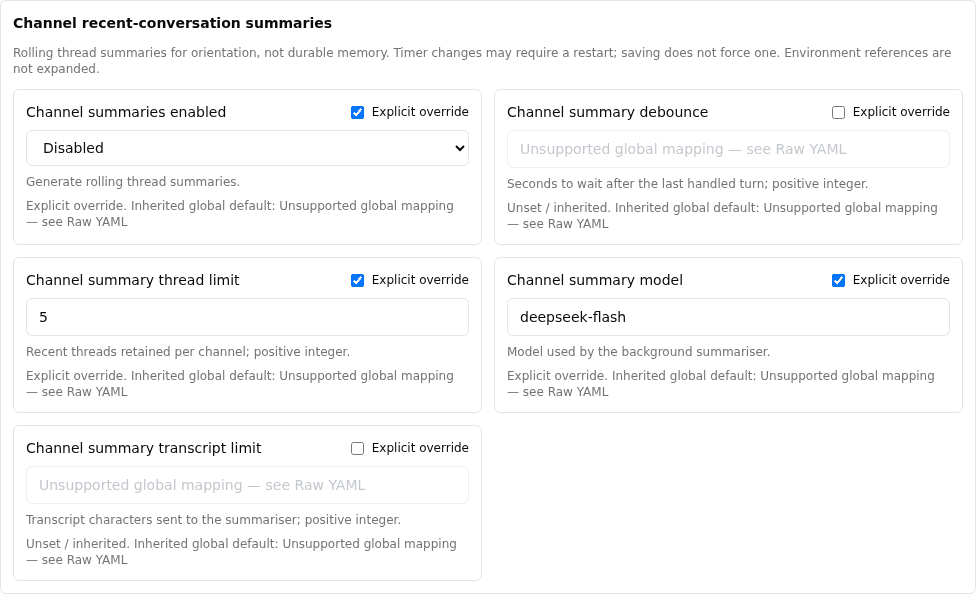 Channel recent-conversation summaries
Rolling thread summaries for orientation, not durable memory. Timer changes may require a restart; saving does not force one. Environment references are
not expanded.
Channel summaries enabled
Explicit override
Disabled
Generate rolling thread summaries.
Explicit override. Inherited global default: Unsupported global mapping
— see Raw YAML
Channel summary debounce
Explicit override
Unsupported global mapping — see Raw YAML
Seconds to wait after the last handled turn; positive integer.
Unset / inherited. Inherited global default: Unsupported global mapping
— see Raw YAML
Channel summary thread limit
Explicit override
5
Recent threads retained per channel; positive integer.
Explicit override. Inherited global default: Unsupported global mapping
— see Raw YAML
Channel summary model
Explicit override
deepseek-flash
Model used by the background summariser.
Explicit override. Inherited global default: Unsupported global mapping
— see Raw YAML
Channel summary transcript limit
Explicit override
Unsupported global mapping — see Raw YAML
Transcript characters sent to the summariser; positive integer.
Unset / inherited. Inherited global default: Unsupported global mapping
— see Raw YAML